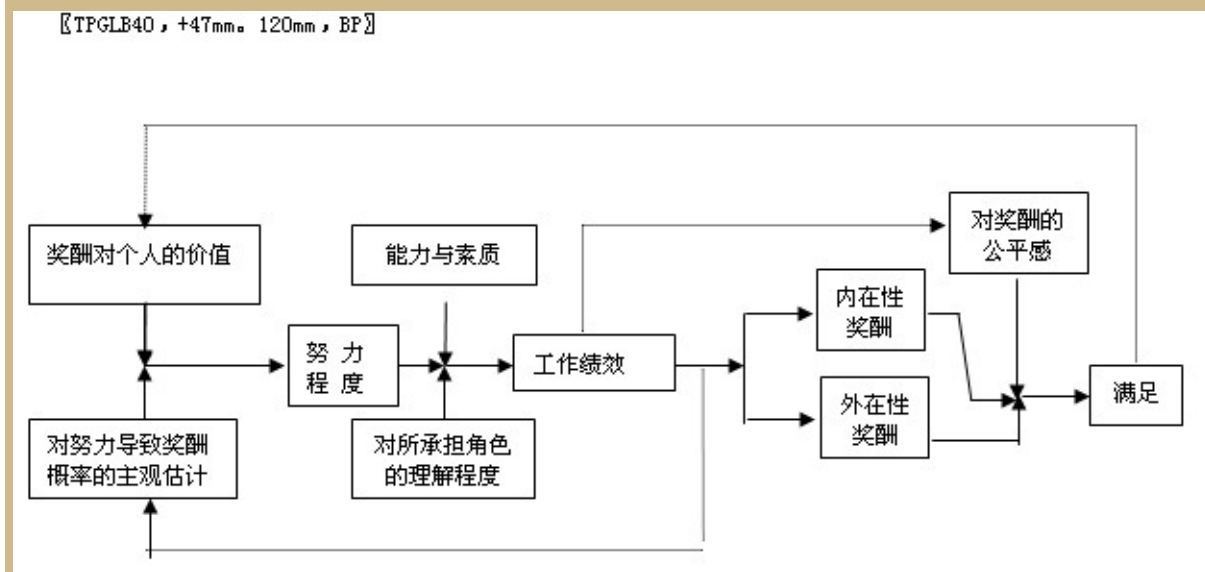 〖TPGLB40，+47mm。120mm，BP〗
对奖酬的
公平感
奖酬对个人的价值
能力与素质
内在性
奖酬
努 力
程 度
工作绩效
满足
外在性
奖酬
对努力导致奖酬
概率的主观估计
对所承担角色
的理解程度